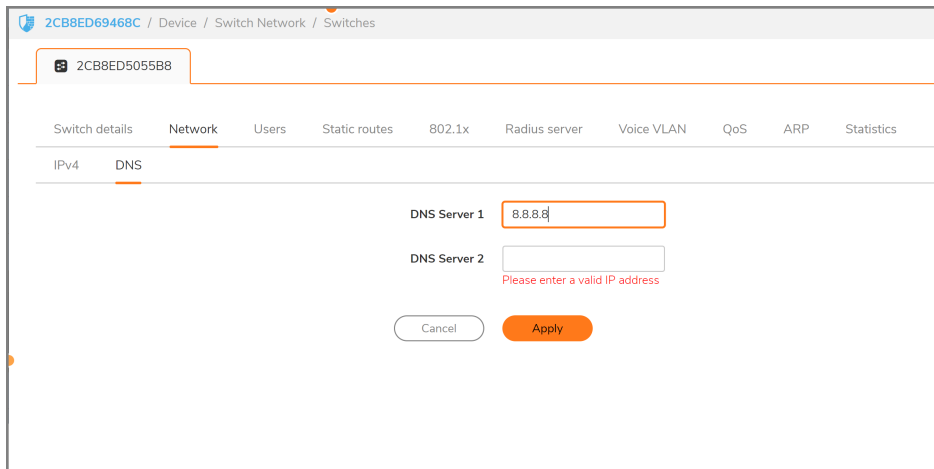 2CB8ED69468C / Device / Switch Network / Switches
2CB8ED5055B8
Switch details Network Users Static routes 802.1x Radius server Voice VLAN QoS ARP Statistics
IPv4 DNS
DNS Server 1 8.8.8.8
DNS Server 2
Please enter a valid IP address
Cancel Apply